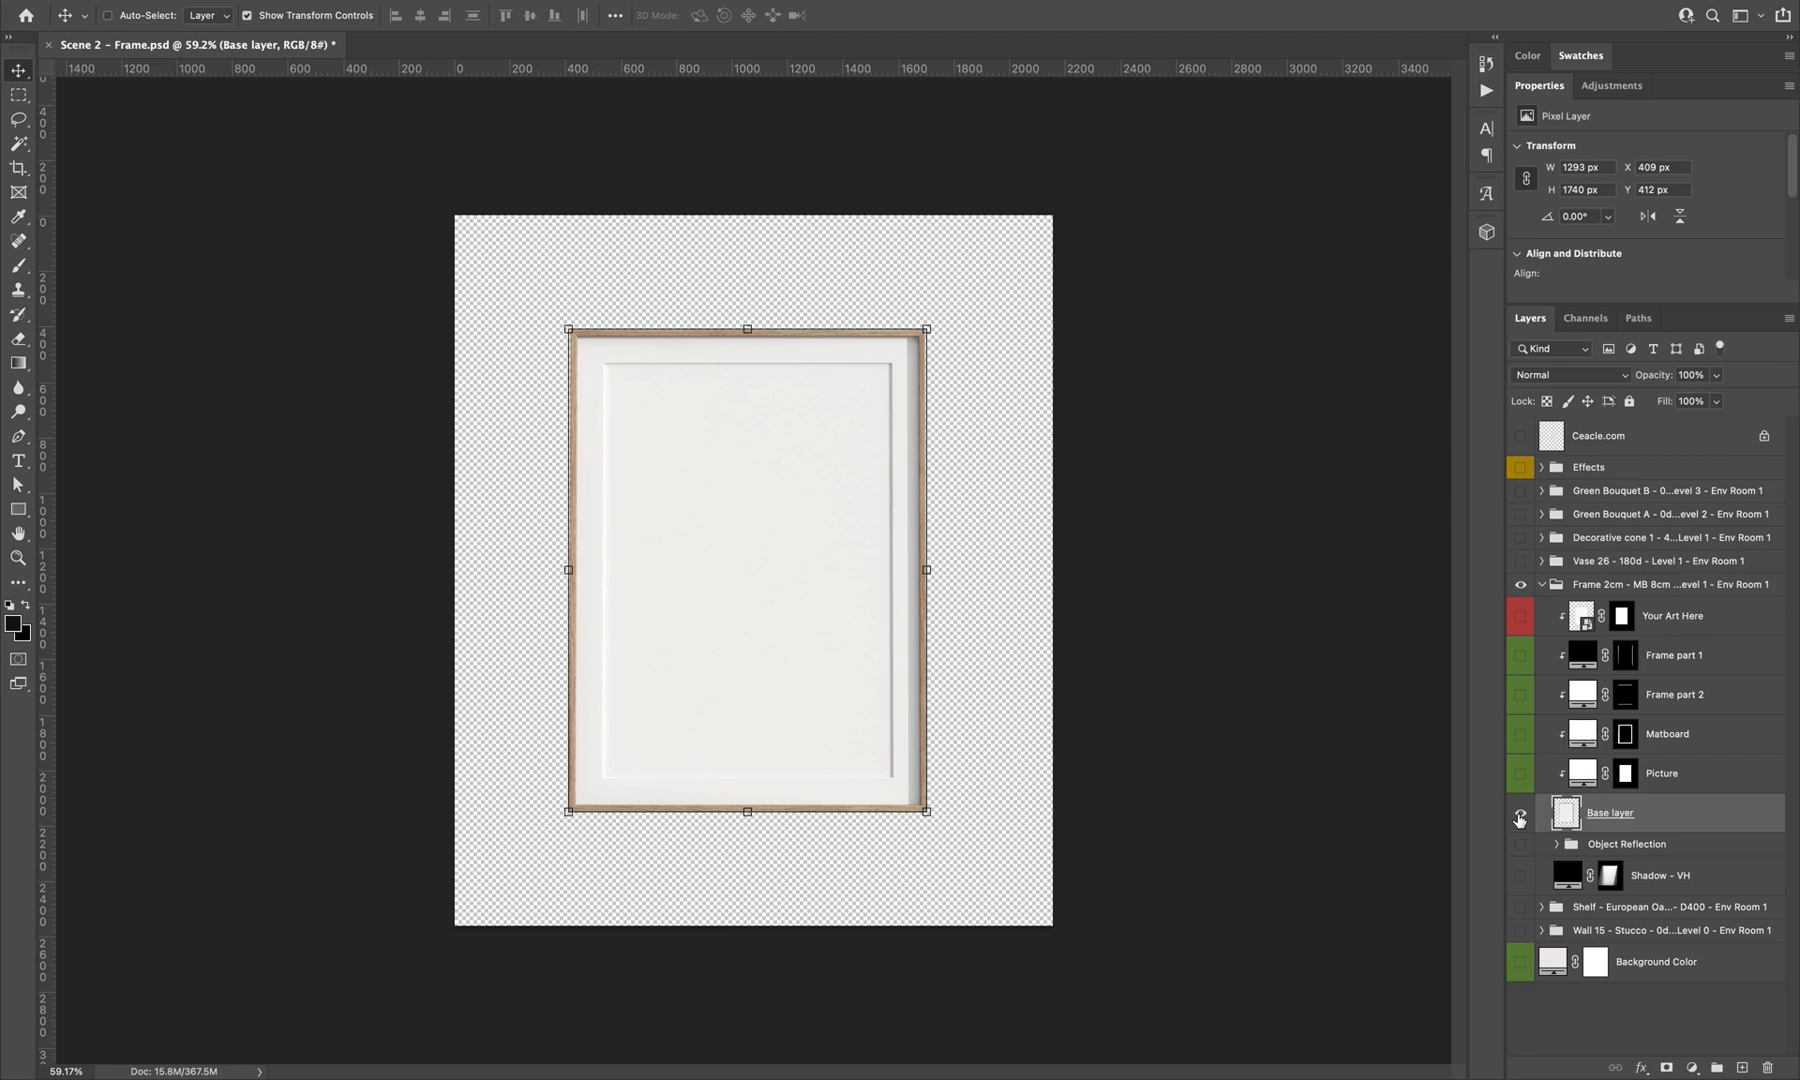 Auto-Select: Layer Show Transform Controls 3D Mode:
Scene 2 – Frame.psd @ 59.2% (Base layer, RGB/8#) *
1400 1200 1000 800 600 400 200 0 200 400 600 800 1000 1200 1400 1600 1800 2000 2200 2400 2600 2800 3000 3200 3400
Color Swatches
Properties Adjustments
Pixel Layer
Transform
W 1293 px X 409 px
H 1740 px Y 412 px
0.00°
Align and Distribute
Align:
Layers Channels Paths
Kind
Normal Opacity: 100%
Lock: Fill: 100%
Ceacle.com
Effects
Green Bouquet B - 0...evel 3 - Env Room 1
Green Bouquet A - 0d...evel 2 - Env Room 1
Decorative cone 1 - 4...Level 1 - Env Room 1
Vase 26 - 180d - Level 1 - Env Room 1
Frame 2cm - MB 8cm ...evel 1 - Env Room 1
Your Art Here
Frame part 1
Frame part 2
Matboard
Picture
Base layer
Object Reflection
Shadow - VH
Shelf - European Oa...- D400 - Env Room 1
Wall 15 - Stucco - 0d...Level 0 - Env Room 1
Background Color
59.17% Doc: 15.8M/367.5M